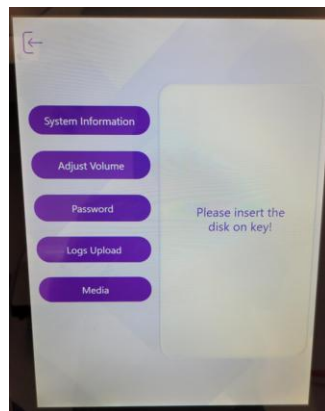 System Information
Adjust Volume
Password
Logs Upload
Media
Please insert the
disk on key!